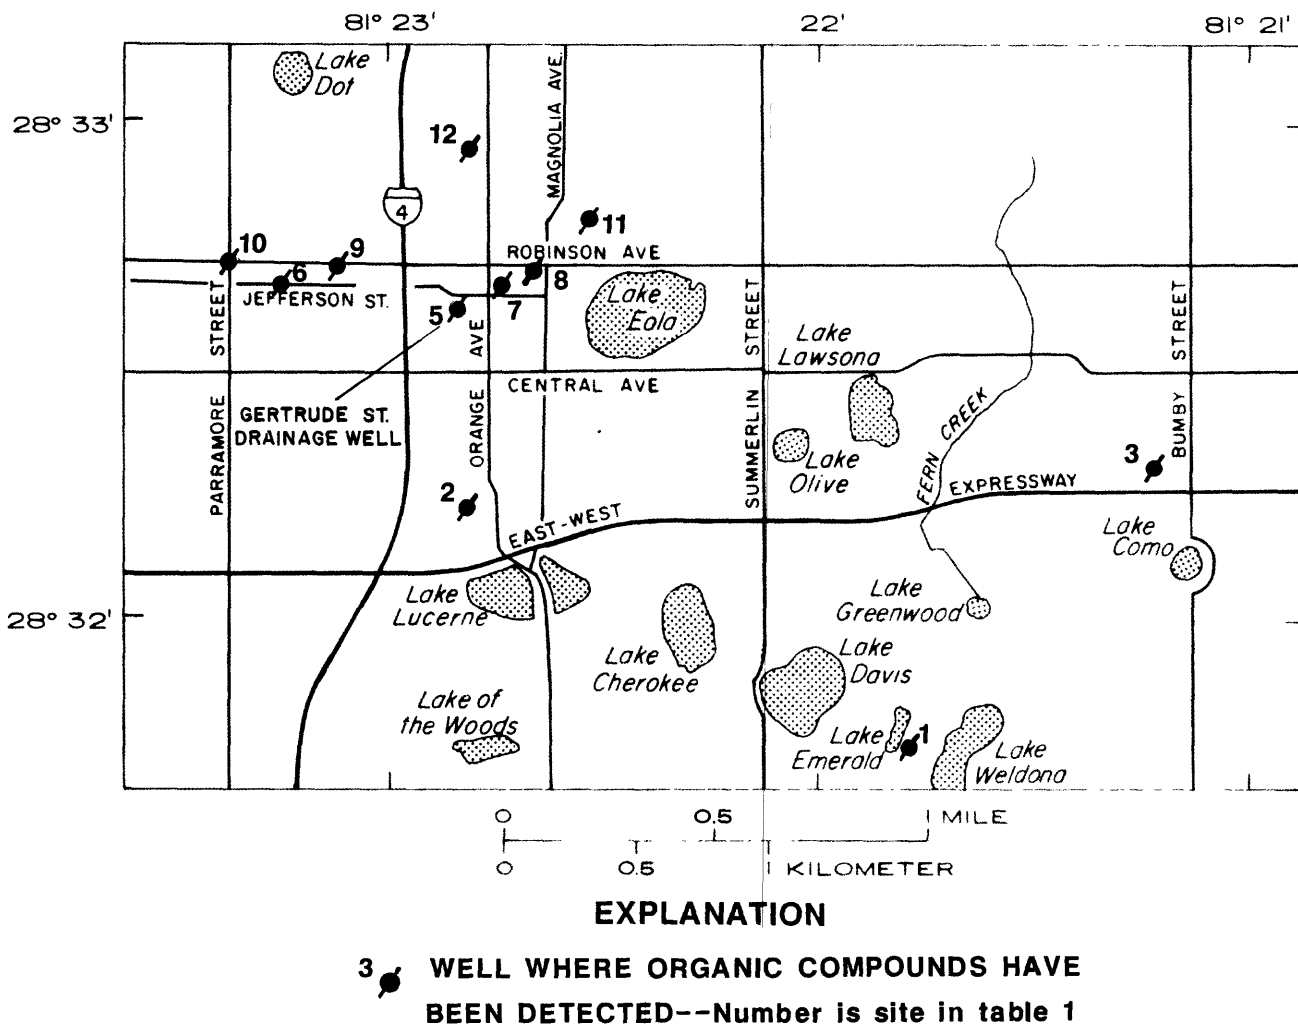 81° 23'
22'
81° 21'
Lake
Dot
28° 33'
12
MAGNOLIA AVE.
4
11
10
9
ROBINSON AVE
6
8
JEFFERSON ST.
7
5
Lake
Eola
PARRAMORE STREET
ORANGE AVE
SUMMERLIN STREET
BUMBY STREET
Lake
Lawsona
CENTRAL AVE
GERTRUDE ST.
DRAINAGE WELL
FERN CREEK
Lake
Olive
3
2
EAST-WEST
EXPRESSWAY
Lake
Como
Lake
Lucerne
Lake
Greenwood
28° 32'
Lake
Cherokee
Lake
Davis
Lake of
the Woods
Lake
Emerald
1
Lake
Weldona
0 0.5 1 MILE
0 0.5 1 KILOMETER
EXPLANATION
3 WELL WHERE ORGANIC COMPOUNDS HAVE
BEEN DETECTED--Number is site in table 1